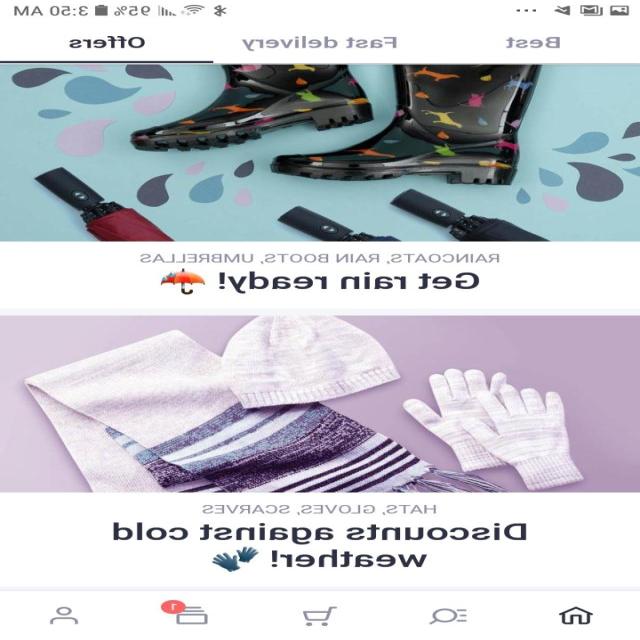 3:50 AM
95%
Best
Fast delivery
Offers
RAINCOATS, RAIN BOOTS, UMBRELLAS
Get rain ready! ☔
HATS, GLOVES, SCARVES
Discounts against cold
weather! 🧤
1